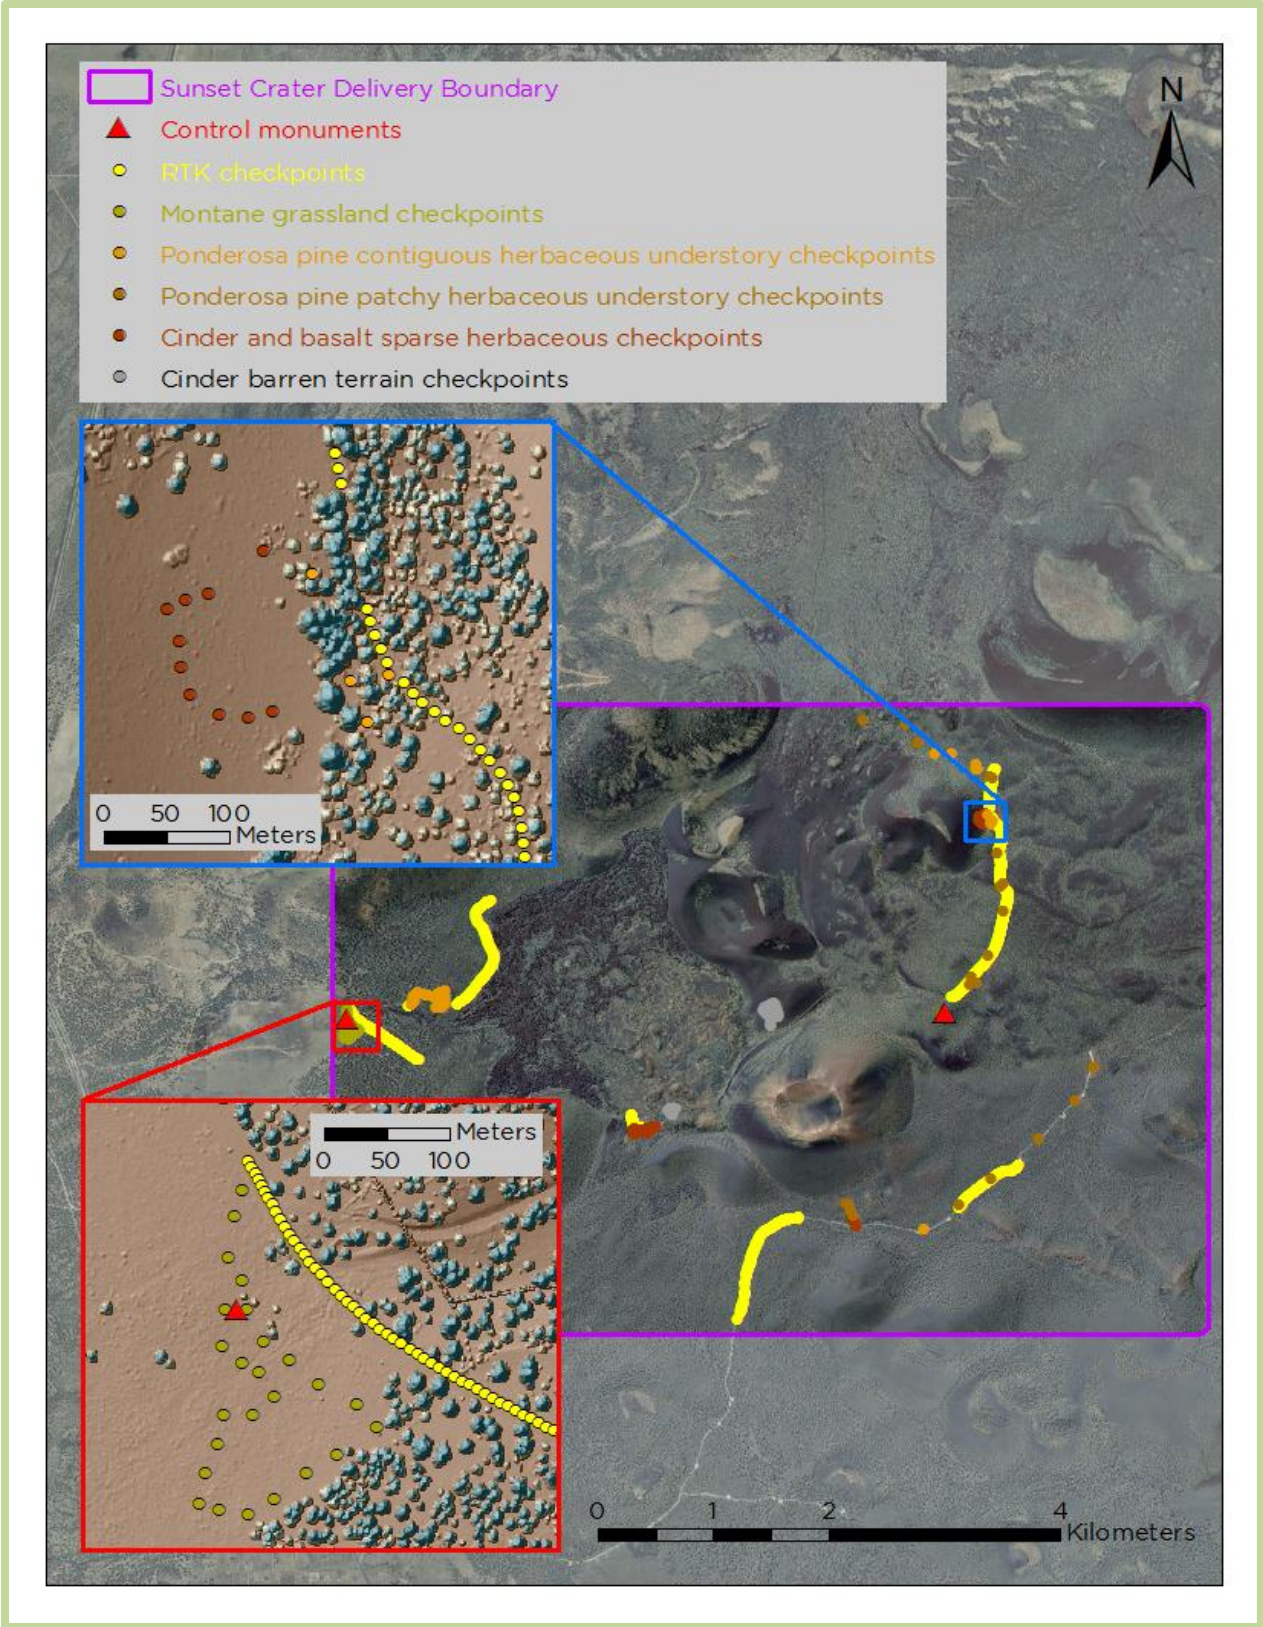 Sunset Crater Delivery Boundary
Control monuments
RTK checkpoints
Montane grassland checkpoints
Ponderosa pine contiguous herbaceous understory checkpoints
Ponderosa pine patchy herbaceous understory checkpoints
Cinder and basalt sparse herbaceous checkpoints
Cinder barren terrain checkpoints
N
0 50 100
Meters
Meters
0 50 100
0 1 2 4
Kilometers